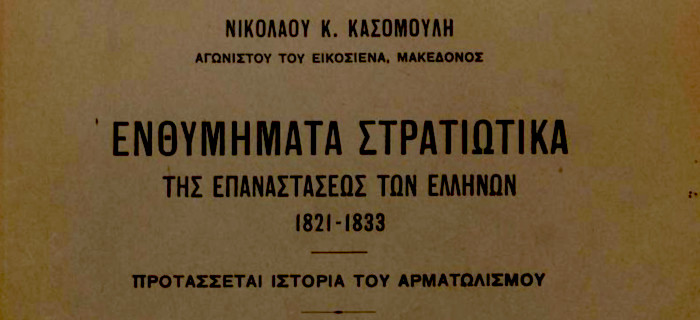 ΝΙΚΟΛΑΟΥ Κ. ΚΑΣΟΜΟΥΛΗ
ΑΓΩΝΙΣΤΟΥ ΤΟΥ ΕΙΚΟΣΙΕΝΑ, ΜΑΚΕΔΟΝΟΣ
ΕΝΘΥΜΗΜΑΤΑ ΣΤΡΑΤΙΩΤΙΚΑ
ΤΗΣ ΕΠΑΝΑΣΤΑΣΕΩΣ ΤΩΝ ΕΛΛΗΝΩΝ
1821-1833
ΠΡΟΤΑΣΣΕΤΑΙ ΙΣΤΟΡΙΑ ΤΟΥ ΑΡΜΑΤΩΛΙΣΜΟΥ